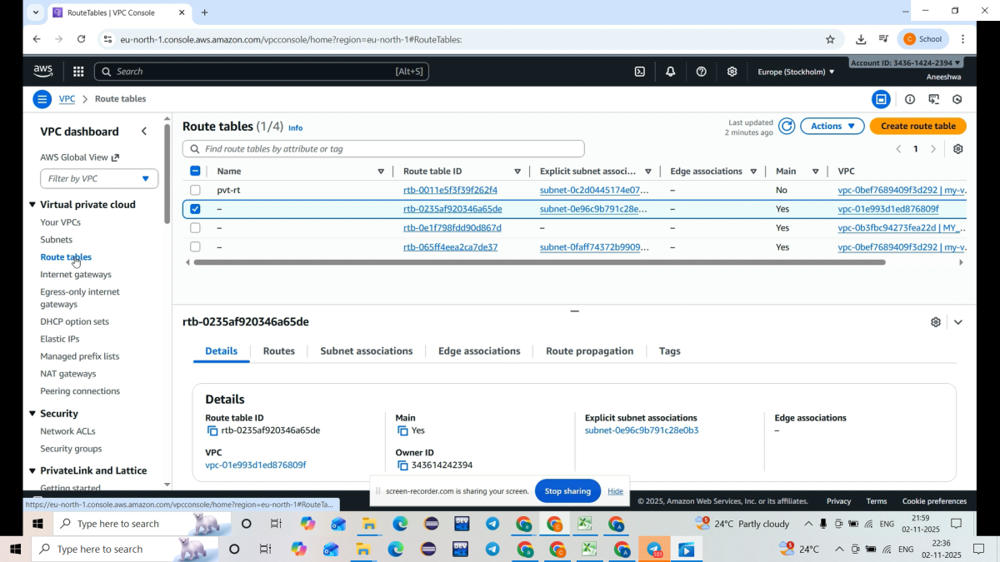 RouteTables | VPC Console
eu-north-1.console.aws.amazon.com/vpcconsole/home?region=eu-north-1#RouteTables:
C School
aws
Search [Alt+S]
Europe (Stockholm)
Account ID: 3436-1424-2394
Aneeshwa
VPC > Route tables
VPC dashboard
AWS Global View
Filter by VPC
Virtual private cloud
Your VPCs
Subnets
Route tables
Internet gateways
Egress-only internet
gateways
DHCP option sets
Elastic IPs
Managed prefix lists
NAT gateways
Peering connections
Security
Network ACLs
Security groups
PrivateLink and Lattice
Getting started
Route tables (1/4) Info
Last updated
2 minutes ago
Actions
Create route table
Find route tables by attribute or tag
1
Name Route table ID Explicit subnet associ... Edge associations Main VPC
pvt-rt rtb-0011e5f3f39f262f4 subnet-0c2d0445174e07... – No vpc-0bef7689409f3d292 | my-v.
– rtb-0235af920346a65de subnet-0e96c9b791c28e... – Yes vpc-01e993d1ed876809f
– rtb-0e1f798fdd90d867d – – Yes vpc-0b3fbc94273fea22d | MY_...
– rtb-065ff4eea2ca7de37 subnet-0faff74372b9909... – Yes vpc-0bef7689409f3d292 | my-v.
rtb-0235af920346a65de
Details Routes Subnet associations Edge associations Route propagation Tags
Details
Route table ID
rtb-0235af920346a65de
Main
Yes
Explicit subnet associations
subnet-0e96c9b791c28e0b3
Edge associations
–
VPC
vpc-01e993d1ed876809f
Owner ID
343614242394
screen-recorder.com is sharing your screen. Stop sharing Hide
https://eu-north-1.console.aws.amazon.com/vpcconsole/home?region=eu-north-1#RouteTa...
© 2025, Amazon Web Services, Inc. or its affiliates. Privacy Terms Cookie preferences
Type here to search
DEV
24°C Partly cloudy
ENG
21:59
02-11-2025
Type here to search
DEV
101
24°C
ENG
22:36
02-11-2025